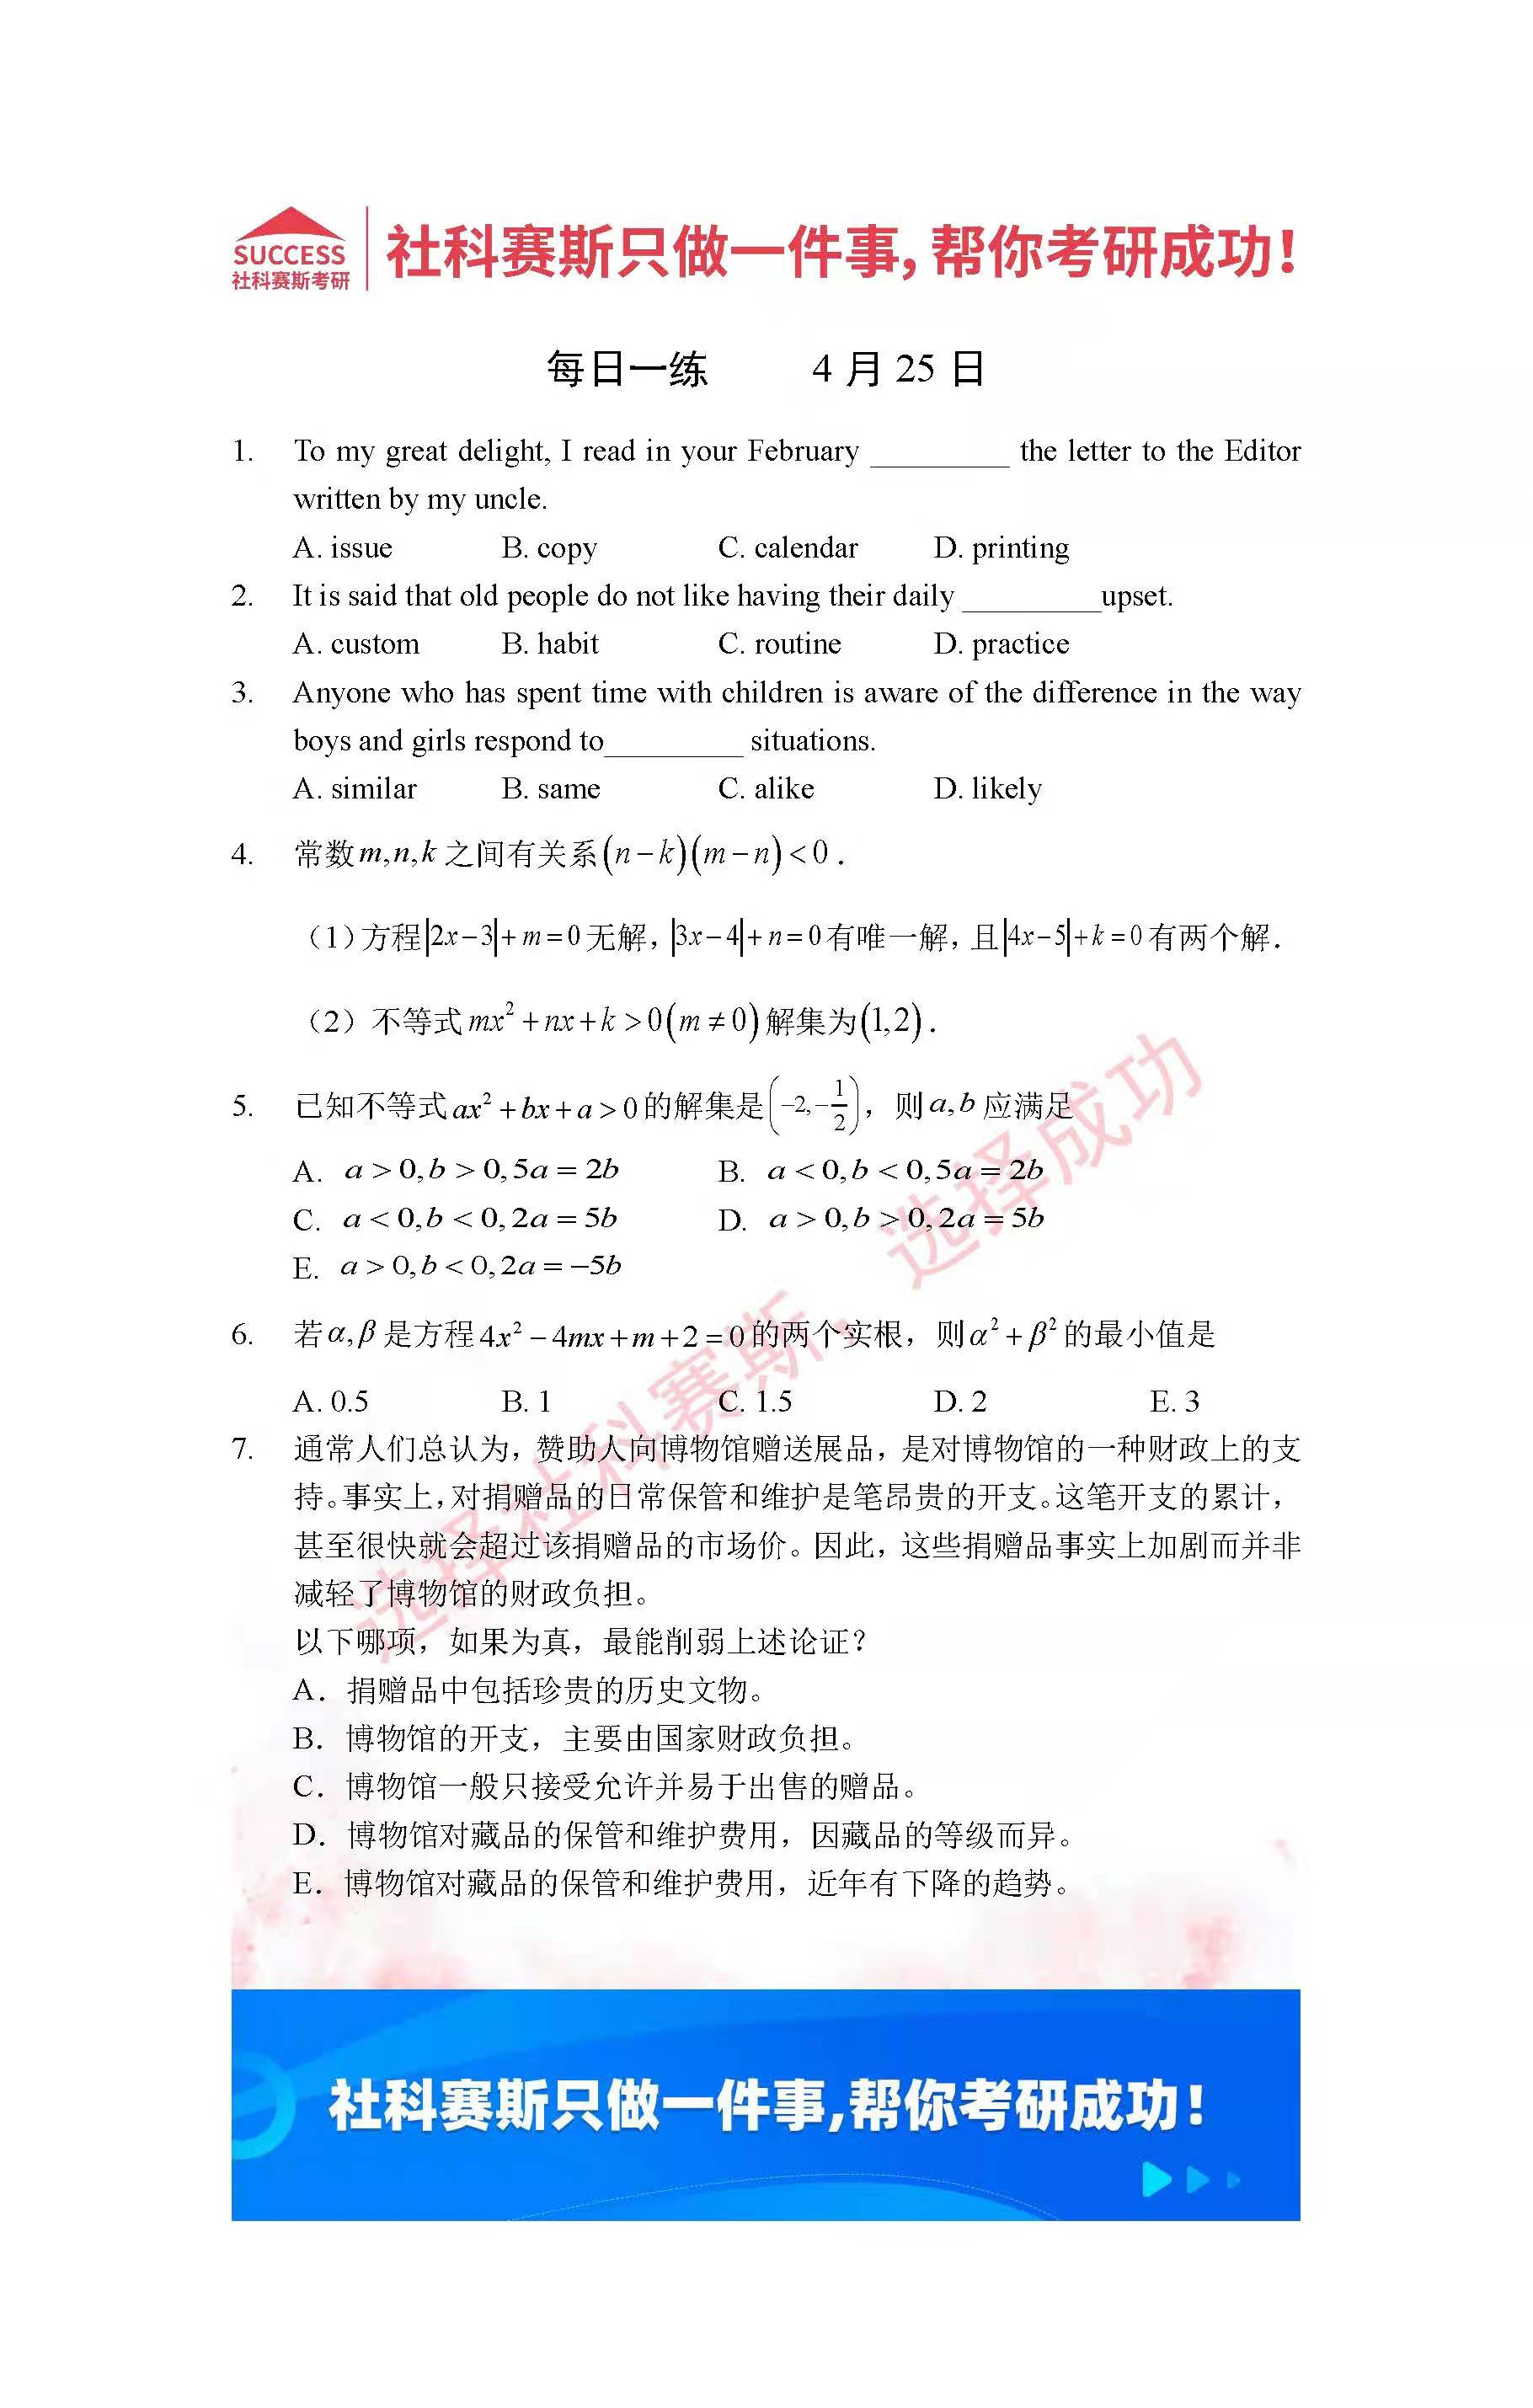 SUCCESS
社科赛斯考研
社科赛斯只做一件事,帮你考研成功!
每日一练 4月25日
1. To my great delight, I read in your February _________ the letter to the Editor
written by my uncle.
A. issue B. copy C. calendar D. printing
2. It is said that old people do not like having their daily _________upset.
A. custom B. habit C. routine D. practice
3. Anyone who has spent time with children is aware of the difference in the way
boys and girls respond to_________ situations.
A. similar B. same C. alike D. likely
4. 常数m,n,k之间有关系(n−k)(m−n)<0.
（1)方程|2x−3|+m=0无解，|3x−4|+n=0有唯一解，且|4x−5|+k=0有两个解.
（2）不等式mx²+nx+k>0(m≠0)解集为(1,2).
5. 已知不等式ax²+bx+a>0的解集是(−2,−1/2)，则a,b应满足
A. a>0,b>0,5a=2b B. a<0,b<0,5a=2b
C. a<0,b<0,2a=5b D. a>0,b>0,2a=5b
E. a>0,b<0,2a=−5b
6. 若α,β是方程4x²−4mx+m+2=0的两个实根，则α²+β²的最小值是
A. 0.5 B. 1 C. 1.5 D. 2 E. 3
7. 通常人们总认为，赞助人向博物馆赠送展品，是对博物馆的一种财政上的支
持。事实上，对捐赠品的日常保管和维护是笔昂贵的开支。这笔开支的累计，
甚至很快就会超过该捐赠品的市场价。因此，这些捐赠品事实上加剧而并非
减轻了博物馆的财政负担。
以下哪项，如果为真，最能削弱上述论证？
A. 捐赠品中包括珍贵的历史文物。
B. 博物馆的开支，主要由国家财政负担。
C. 博物馆一般只接受允许并易于出售的赠品。
D. 博物馆对藏品的保管和维护费用，因藏品的等级而异。
E. 博物馆对藏品的保管和维护费用，近年有下降的趋势。
选择社科赛斯，选择成功
社科赛斯只做一件事,帮你考研成功!